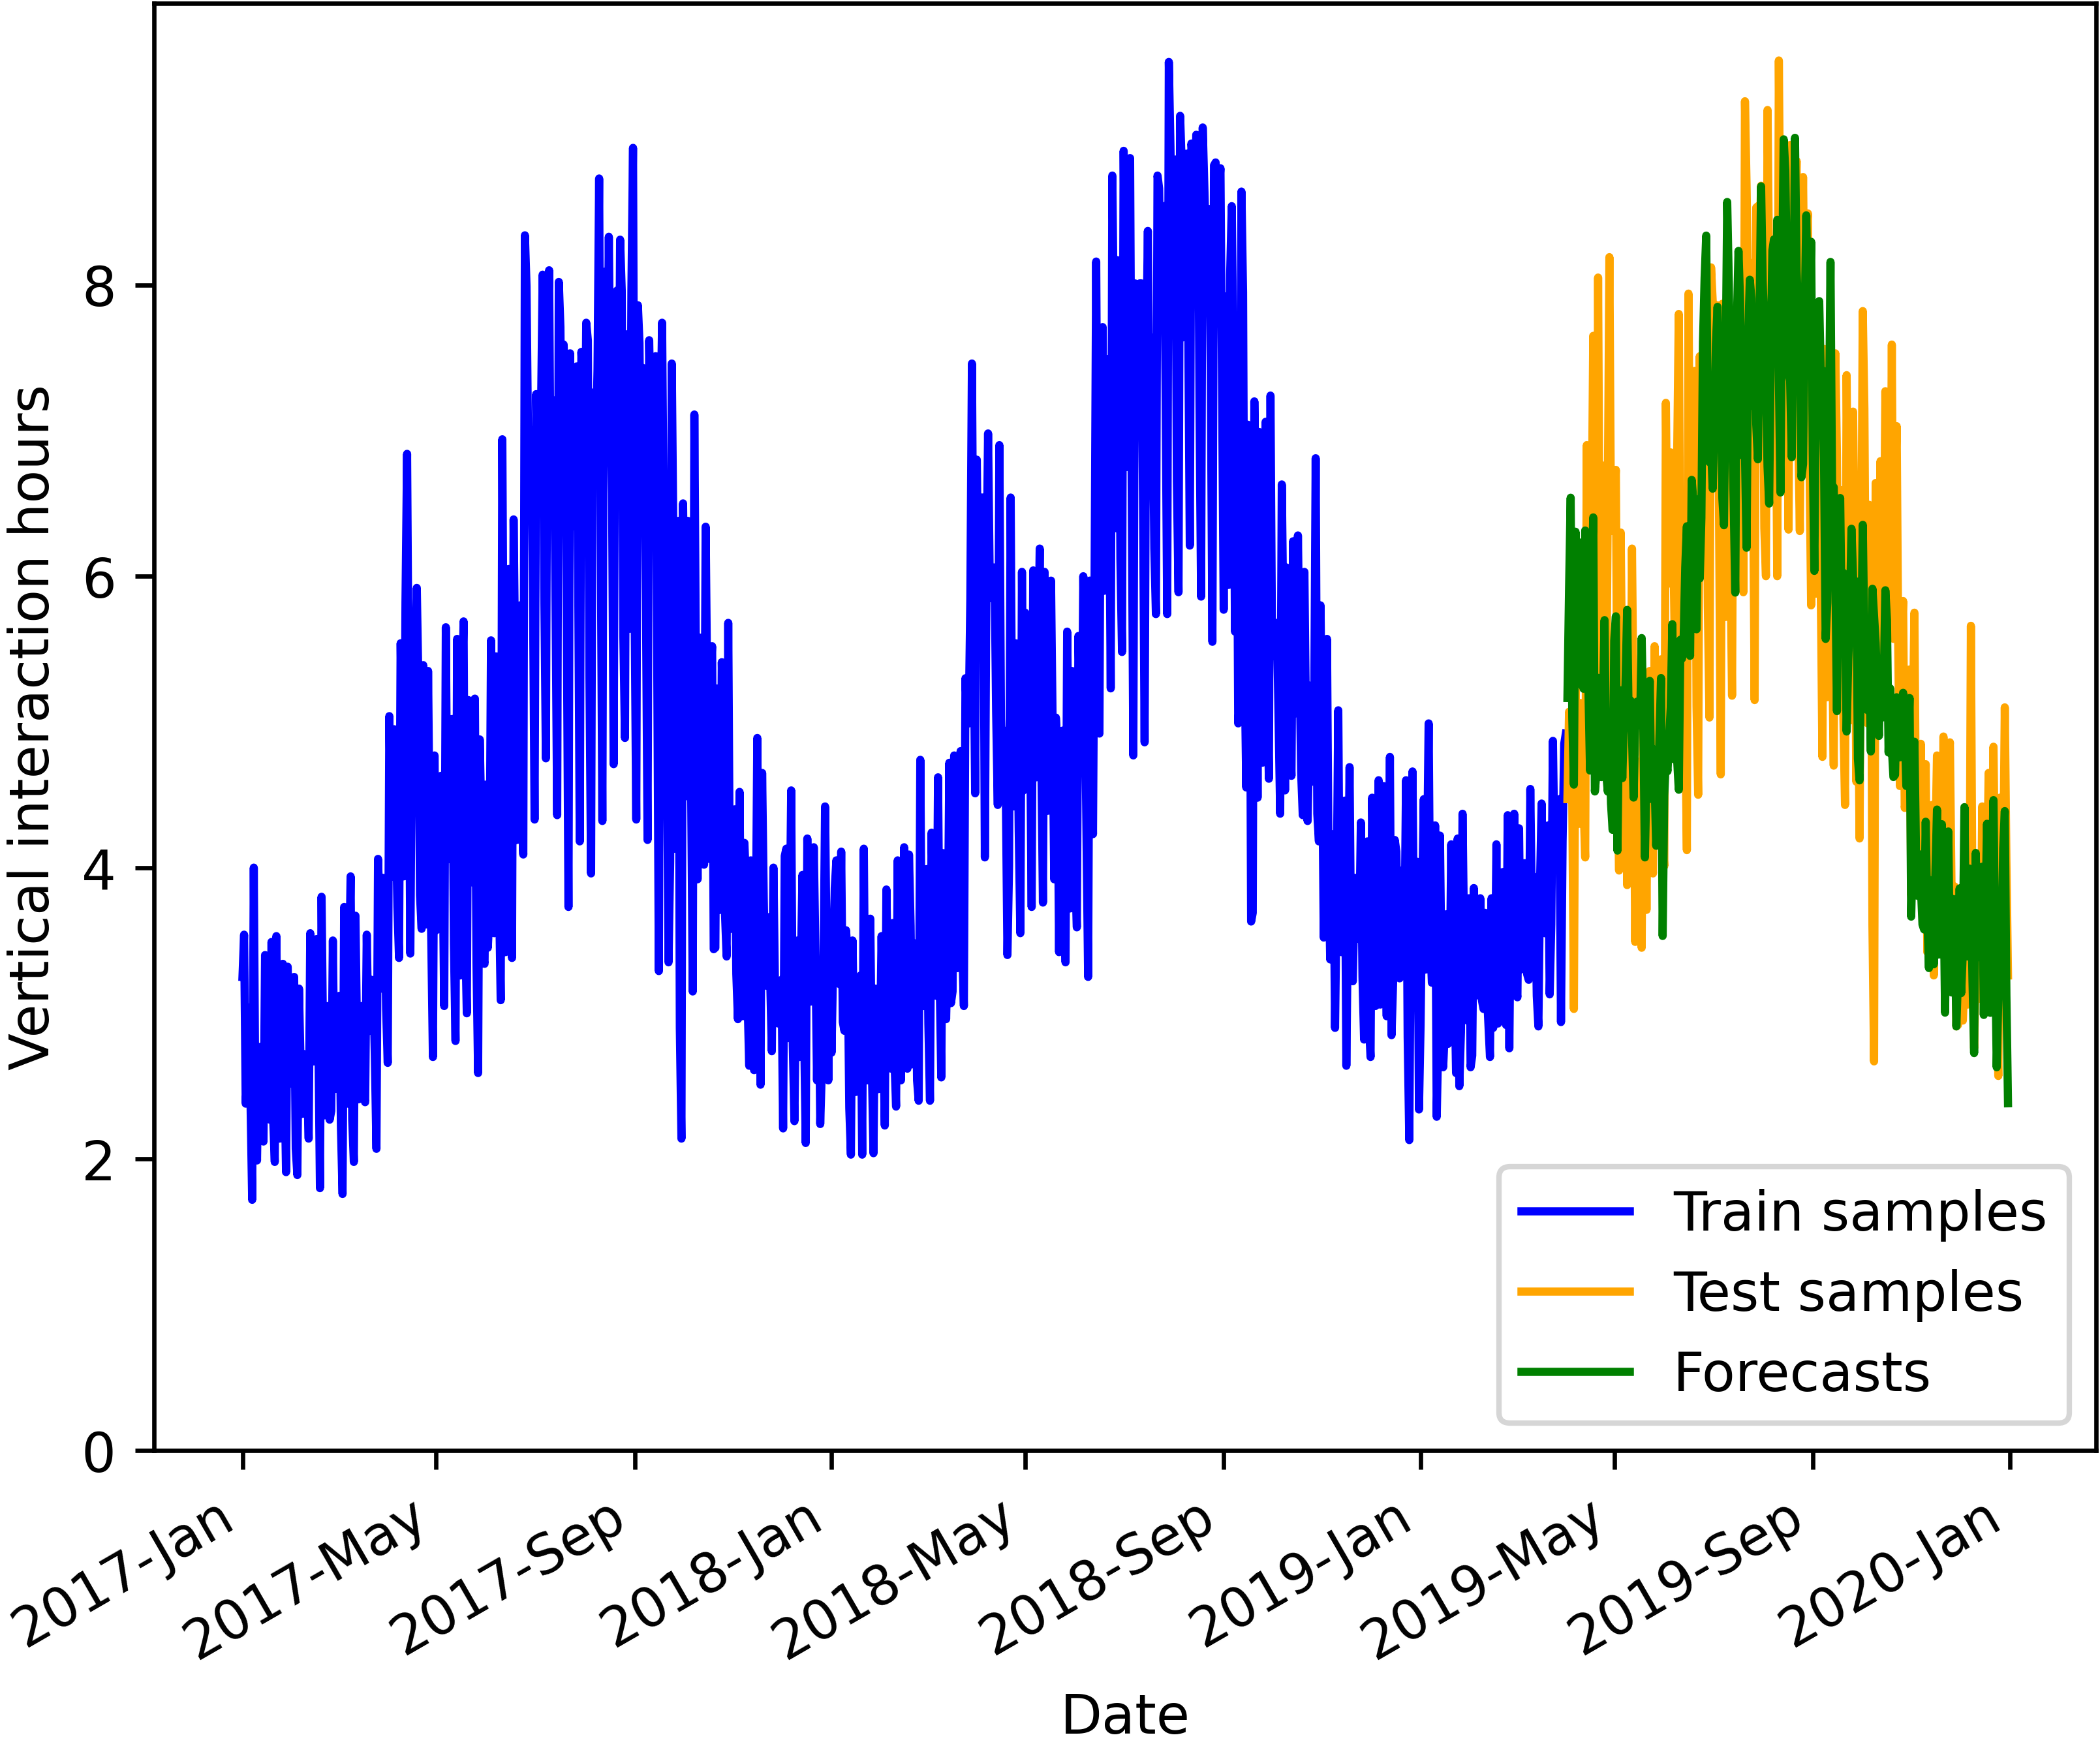 Vertical interaction hours
8
6
4
2
0
Train samples
Test samples
Forecasts
2017-Jan
2017-May
2017-Sep
2018-Jan
2018-May
2018-Sep
2019-Jan
2019-May
2019-Sep
2020-Jan
Date